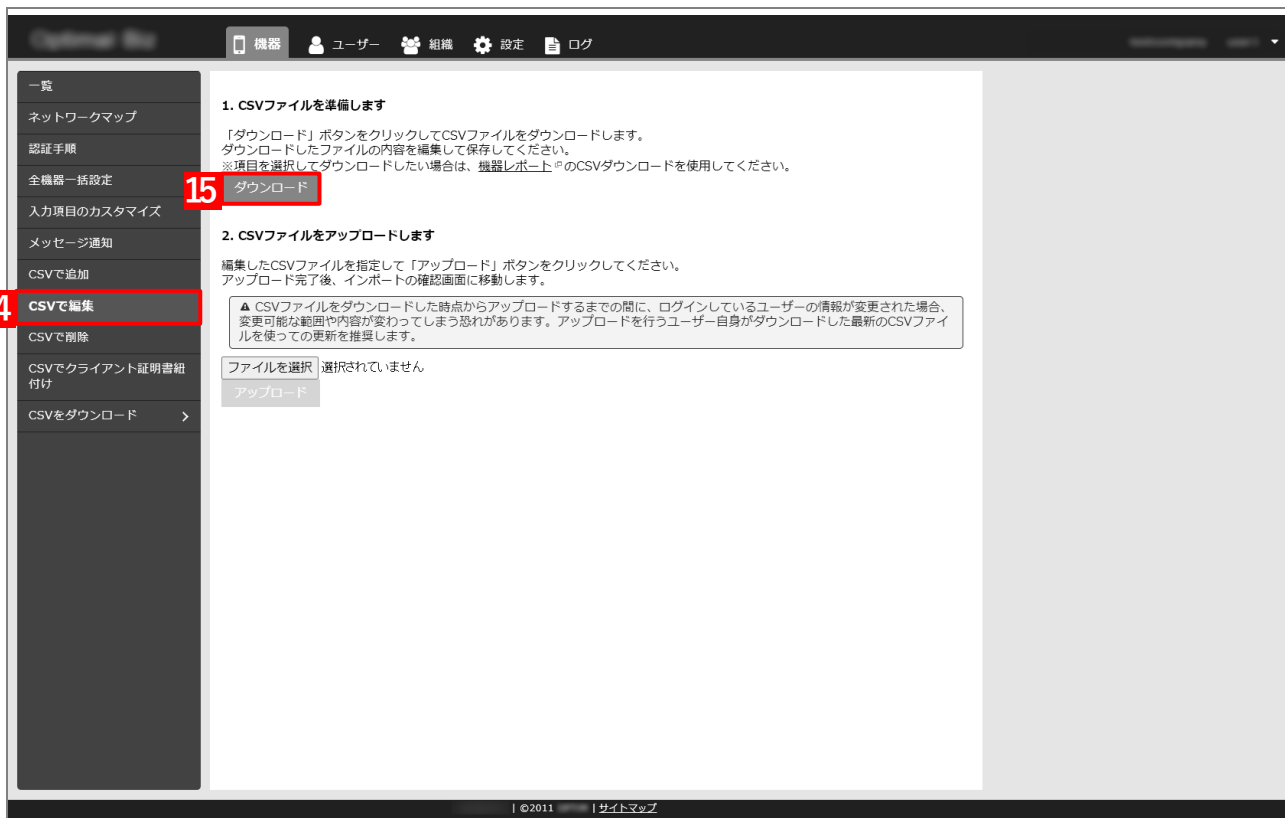 機器 ユーザー 組織 設定 ログ
一覧
ネットワークマップ
認証手順
全機器一括設定
入力項目のカスタマイズ
メッセージ通知
CSVで追加
4
CSVで編集
CSVで削除
CSVでクライアント証明書紐
付け
CSVをダウンロード
1. CSVファイルを準備します
「ダウンロード」ボタンをクリックしてCSVファイルをダウンロードします。
ダウンロードしたファイルの内容を編集して保存してください。
※項目を選択してダウンロードしたい場合は、機器レポートのCSVダウンロードを使用してください。
15
ダウンロード
2. CSVファイルをアップロードします
編集したCSVファイルを指定して「アップロード」ボタンをクリックしてください。
アップロード完了後、インポートの確認画面に移動します。
CSVファイルをダウンロードした時点からアップロードするまでの間に、ログインしているユーザーの情報が変更された場合、
変更可能な範囲や内容が変わってしまう恐れがあります。アップロードを行うユーザー自身がダウンロードした最新のCSVファイ
ルを使っての更新を推奨します。
ファイルを選択 選択されていません
アップロード
| ©2011 | サイトマップ